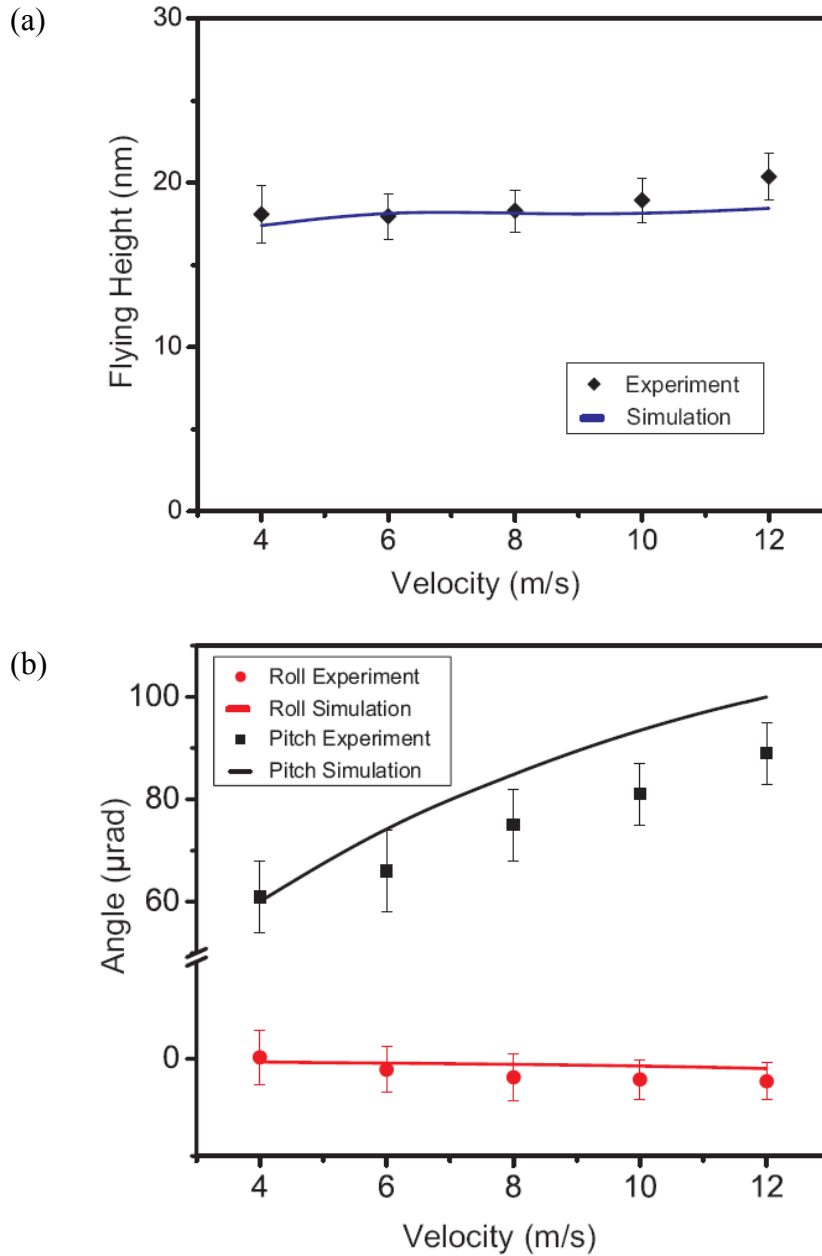 (a)
30
20
10
0
Flying Height (nm)
Experiment
Simulation
4 6 8 10 12
Velocity (m/s)
(b)
100
80
60
0
Angle (μrad)
Roll Experiment
Roll Simulation
Pitch Experiment
Pitch Simulation
4 6 8 10 12
Velocity (m/s)